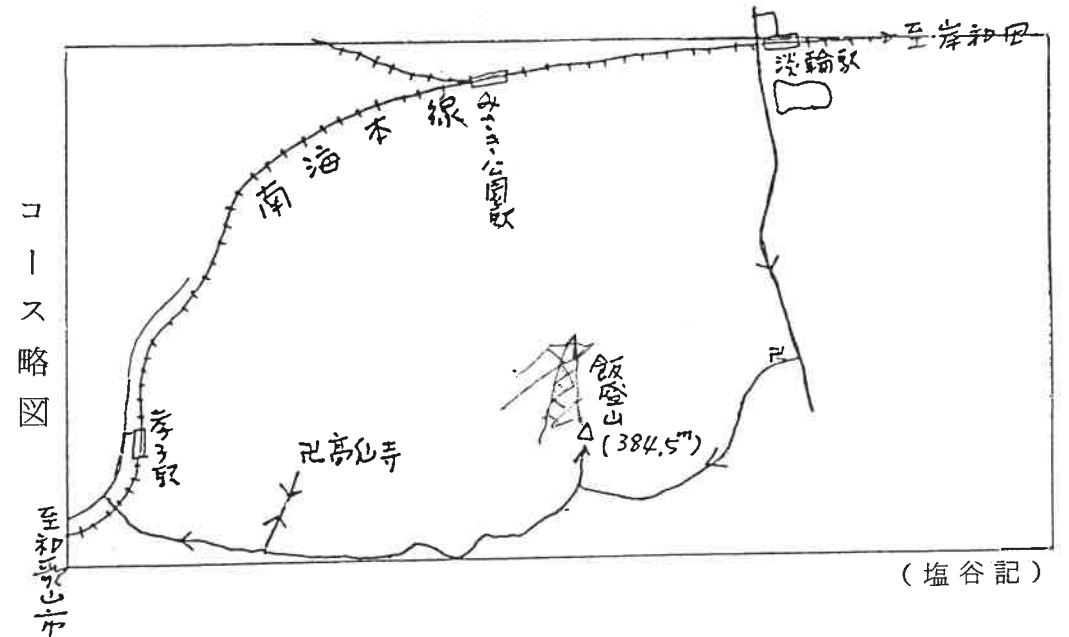 コース略図
至岸和田
淡輪駅
みさき公園駅
南海本線
飯盛山
(384.5m)
孝子駅
卍高仙寺
卍
至和歌山市
(塩谷記)